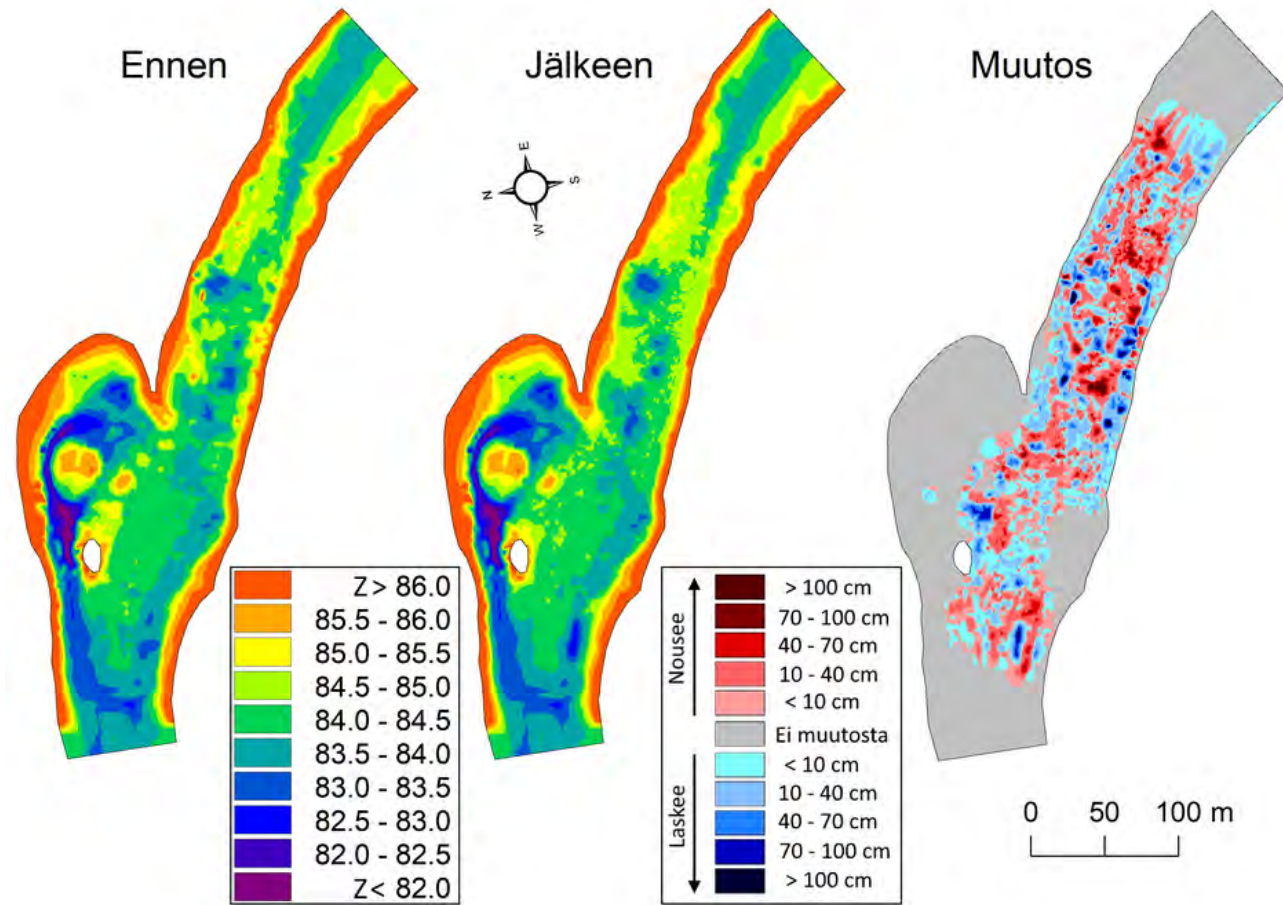 Ennen
Jälkeen
Muutos
E
N
S
W
Z > 86.0
85.5 - 86.0
85.0 - 85.5
84.5 - 85.0
84.0 - 84.5
83.5 - 84.0
83.0 - 83.5
82.5 - 83.0
82.0 - 82.5
Z < 82.0
Nousee
> 100 cm
70 - 100 cm
40 - 70 cm
10 - 40 cm
< 10 cm
Ei muutosta
Laskee
< 10 cm
10 - 40 cm
40 - 70 cm
70 - 100 cm
> 100 cm
0 50 100 m